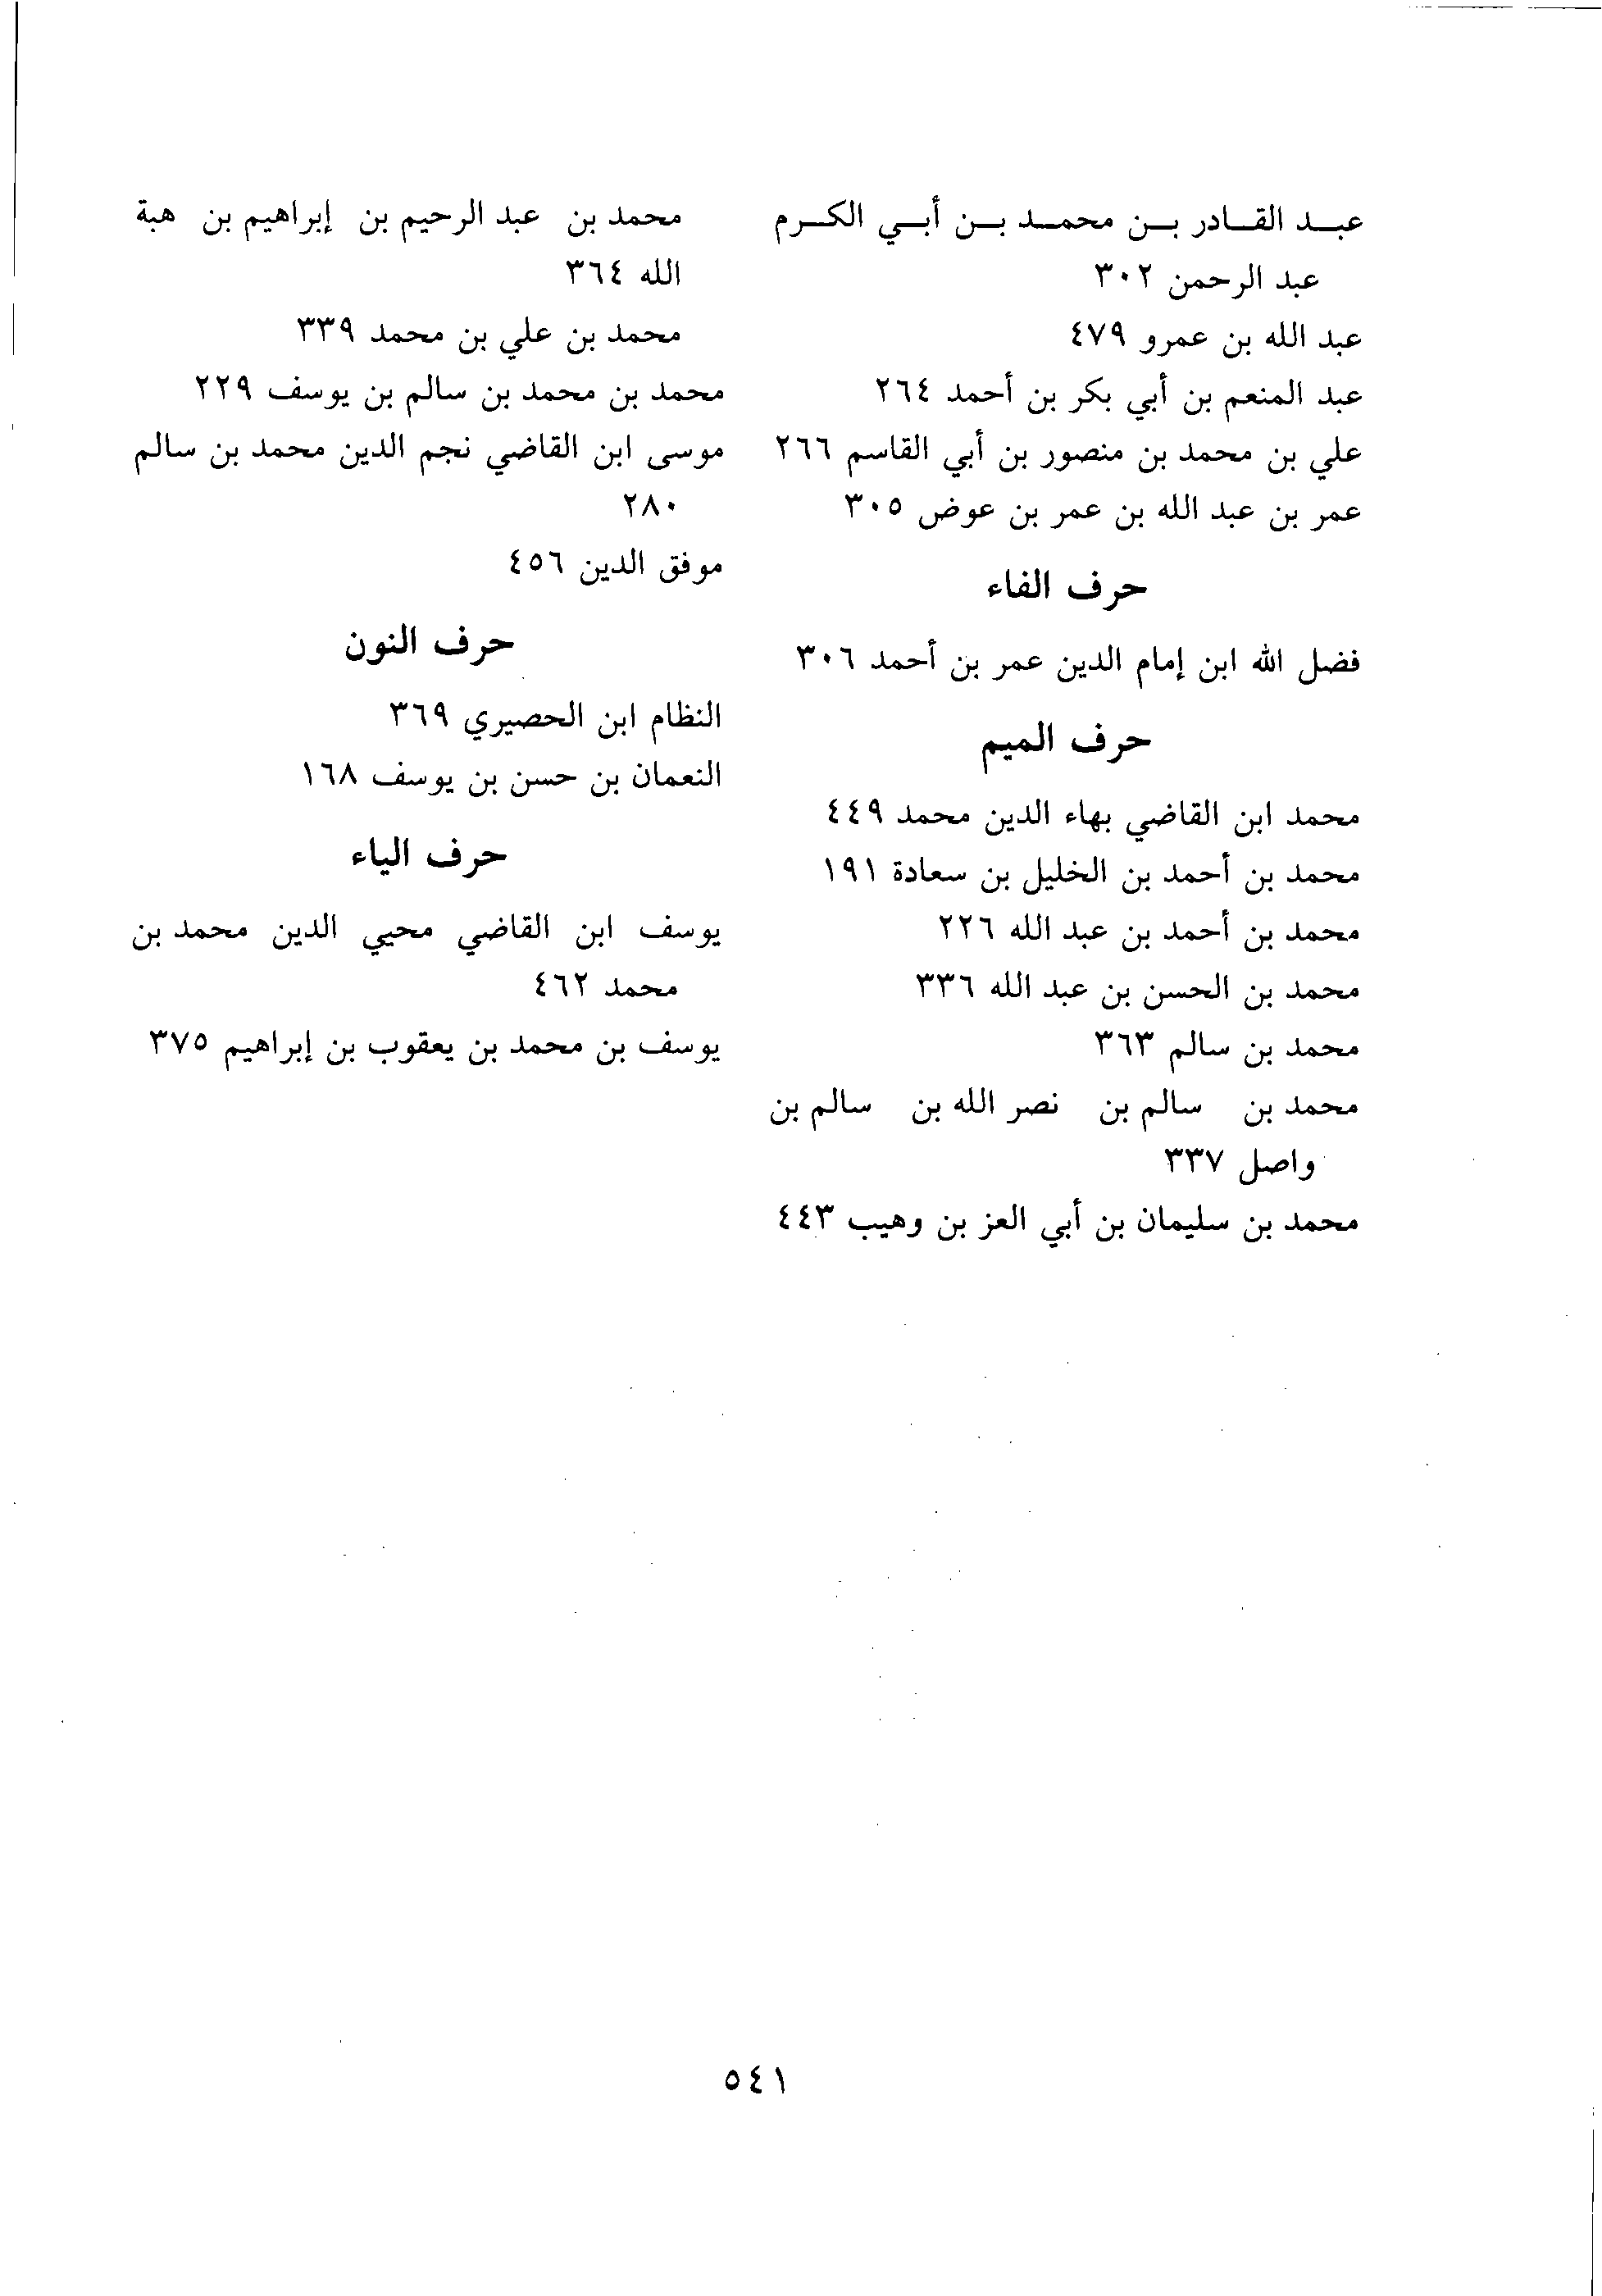 عبد القادر بن محمد بن أبي الكرم
عبد الرحمن ٣٠٢
عبد الله بن عمرو ٤٧٩
عبد المنعم بن أبي بكر بن أحمد ٢٦٤
علي بن محمد بن منصور بن أبي القاسم ٢٦٦
عمر بن عبد الله بن عمر بن عوض ٣٠٥
حرف الفاء
فضل الله ابن إمام الدين عمر بن أحمد ٣٠٦
حرف الميم
محمد ابن القاضي بهاء الدين محمد ٤٤٩
محمد بن أحمد بن الخليل بن سعادة ١٩١
محمد بن أحمد بن عبد الله ٢٢٦
محمد بن الحسن بن عبد الله ٣٣٦
محمد بن سالم ٣٦٣
محمد بن سالم بن نصر الله بن سالم بن
واصل ٣٣٧
محمد بن سليمان بن أبي العز بن وهيب ٤٤٣
محمد بن عبد الرحيم بن إبراهيم بن هبة
الله ٣٦٤
محمد بن علي بن محمد ٣٣٩
محمد بن محمد بن سالم بن يوسف ٢٢٩
موسى ابن القاضي نجم الدين محمد بن سالم
٢٨٠
موفق الدين ٤٥٦
حرف النون
النظام ابن الحصيري ٣٦٩
النعمان بن حسن بن يوسف ١٦٨
حرف الياء
يوسف ابن القاضي محيي الدين محمد بن
محمد ٤٦٢
يوسف بن محمد بن يعقوب بن إبراهيم ٣٧٥
٥٤١